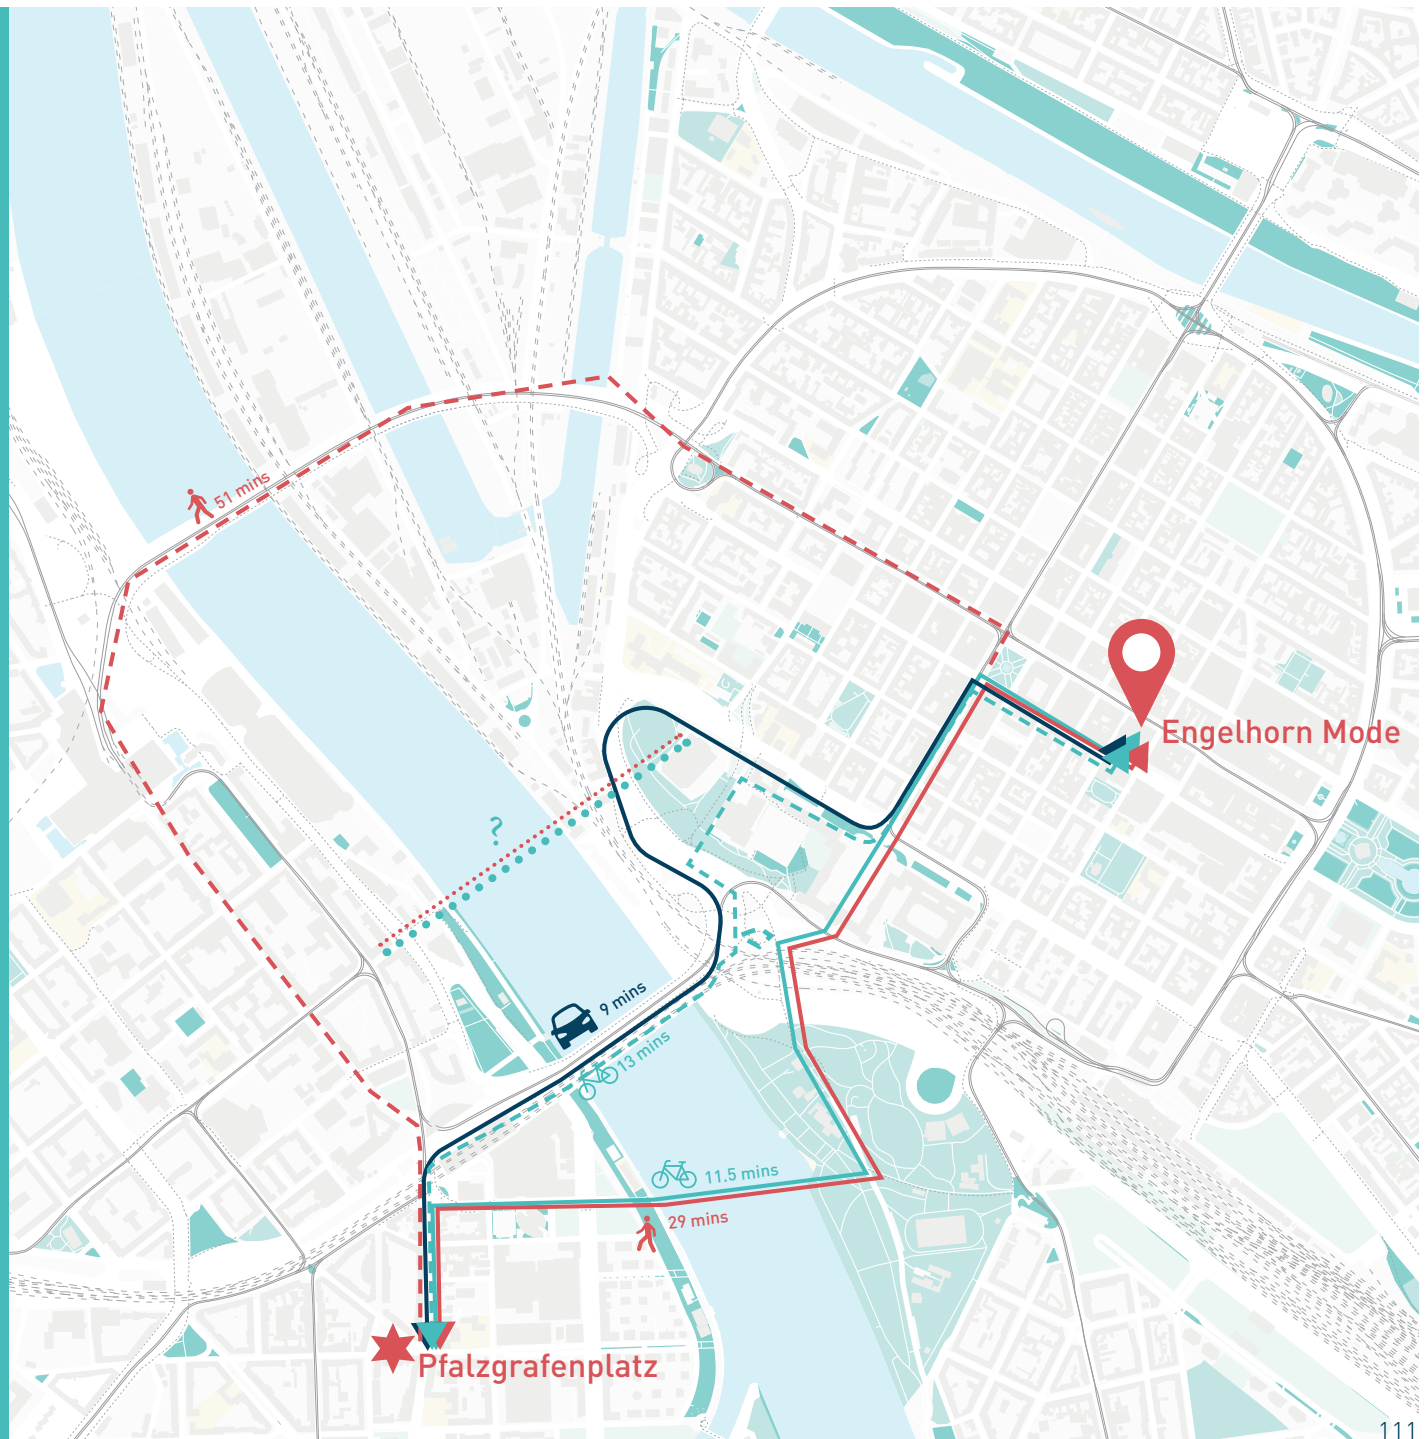 51 mins
Engelhorn Mode
?
9 mins
13 mins
11.5 mins
29 mins
Pfalzgrafenplatz
111